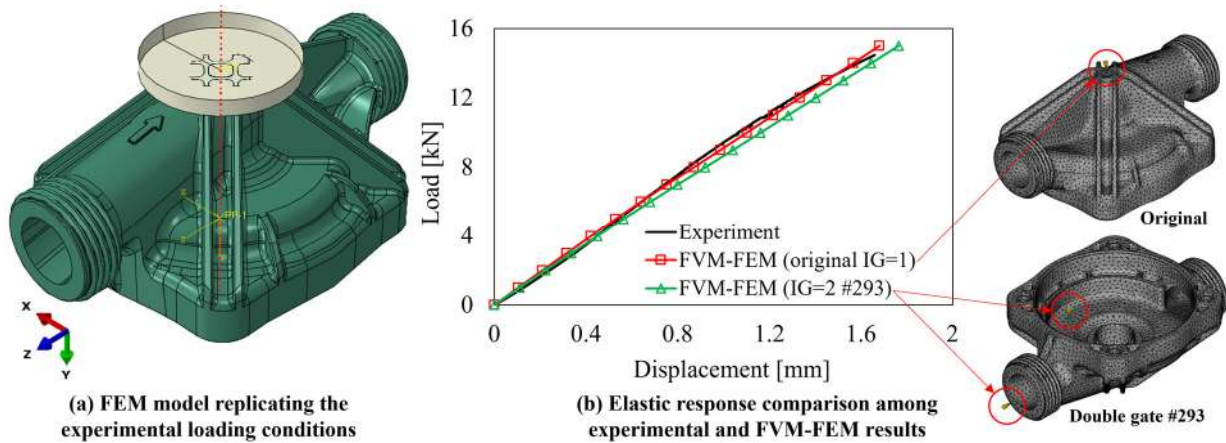 X
Z
Y
RP-1
(a) FEM model replicating the
experimental loading conditions
Load [kN]
16
12
8
4
0
0
0.4
0.8
1.2
1.6
2
Displacement [mm]
Experiment
FVM-FEM (original IG=1)
FVM-FEM (IG=2 #293)
(b) Elastic response comparison among
experimental and FVM-FEM results
Original
Double gate #293